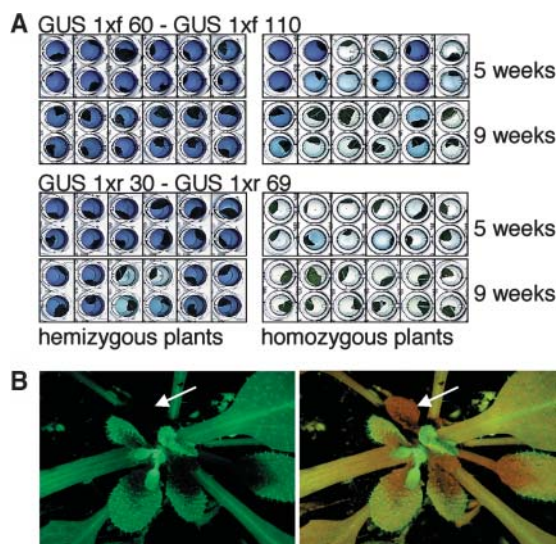 A
GUS 1xf 60 - GUS 1xf 110
5 weeks
9 weeks
GUS 1xr 30 - GUS 1xr 69
5 weeks
9 weeks
hemizygous plants
homozygous plants
B